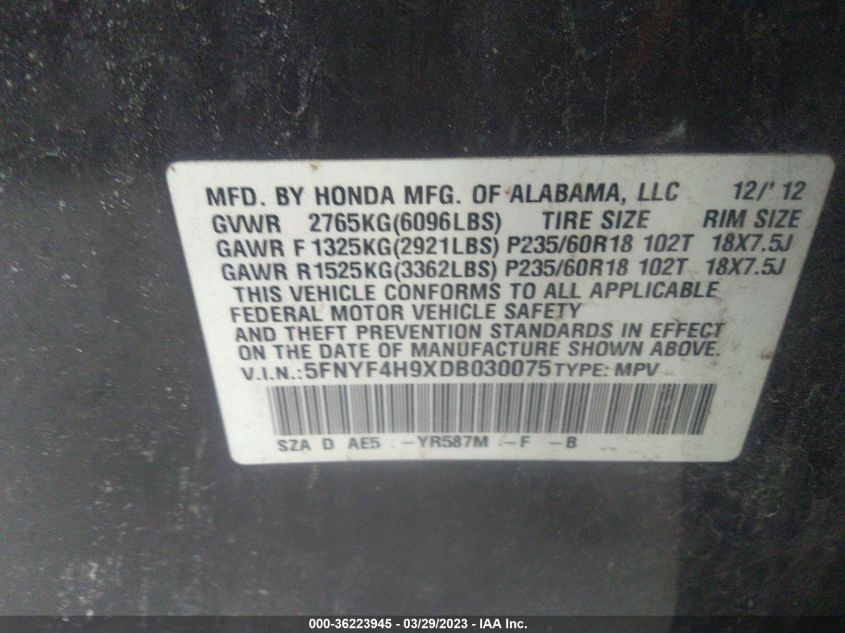 MFD. BY HONDA MFG. OF ALABAMA, LLC 12/'12
GVWR 2765KG(6096LBS) TIRE SIZE RIM SIZE
GAWR F 1325KG(2921LBS) P235/60R18 102T 18X7.5J
GAWR R1525KG(3362LBS) P235/60R18 102T 18X7.5J
THIS VEHICLE CONFORMS TO ALL APPLICABLE
FEDERAL MOTOR VEHICLE SAFETY
AND THEFT PREVENTION STANDARDS IN EFFECT
ON THE DATE OF MANUFACTURE SHOWN ABOVE.
V.I.N.:5FNYF4H9XDB030075 TYPE: MPV
SZA D AE5 -YR587M -F -B
000-36223945 - 03/29/2023 - IAA Inc.